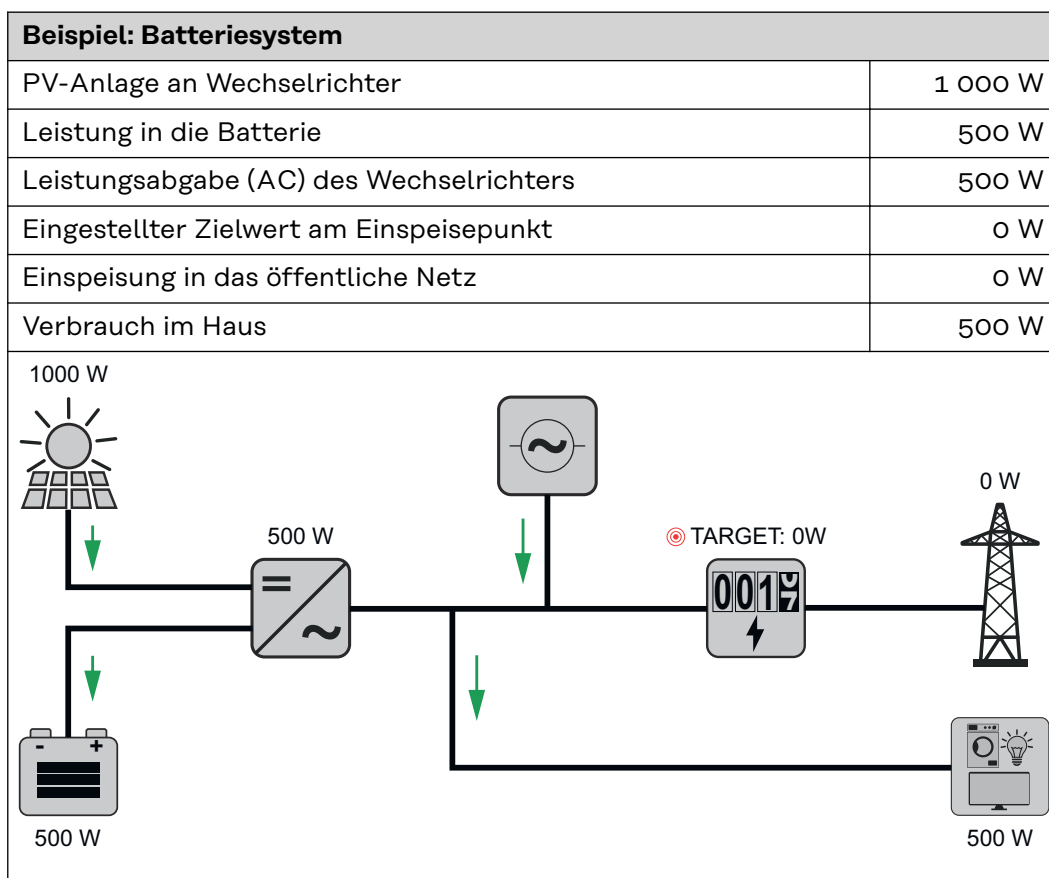 Beispiel: Batteriesystem
PV-Anlage an Wechselrichter 1 000 W
Leistung in die Batterie 500 W
Leistungsabgabe (AC) des Wechselrichters 500 W
Eingestellter Zielwert am Einspeisepunkt 0 W
Einspeisung in das öffentliche Netz 0 W
Verbrauch im Haus 500 W
1000 W
0 W
500 W
TARGET: 0W
001
- +
500 W
500 W